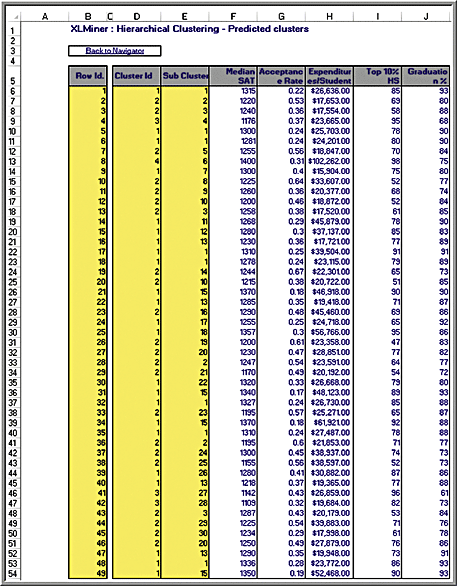 A B C D E F G H I J
1 XLMiner : Hierarchical Clustering - Predicted clusters
2
3 Back to Navigator
4
Median Acceptanc Expenditur Top 10% Graduatio
5 Row Id. Cluster Id Sub Cluster SAT e Rate es/Student HS n %
6 1 1 1 1315 0.22 $26,636.00 85 93
7 2 2 2 1220 0.53 $17,653.00 69 80
8 3 2 3 1240 0.36 $17,554.00 58 88
9 4 3 4 1176 0.37 $23,665.00 95 68
10 5 1 1 1300 0.24 $25,703.00 78 90
11 6 1 1 1281 0.24 $24,201.00 80 90
12 7 2 5 1255 0.56 $18,847.00 70 84
13 8 4 6 1400 0.31 $102,262.00 98 75
14 9 1 7 1300 0.4 $15,904.00 75 80
15 10 2 8 1225 0.64 $33,607.00 52 77
16 11 2 9 1260 0.36 $20,377.00 68 74
17 12 2 10 1200 0.46 $18,872.00 52 84
18 13 2 3 1258 0.38 $17,520.00 61 85
19 14 1 11 1268 0.29 $45,879.00 78 90
20 15 1 12 1280 0.3 $37,137.00 85 83
21 16 1 13 1230 0.36 $17,721.00 77 89
22 17 1 1 1310 0.25 $39,504.00 91 91
23 18 1 1 1278 0.24 $23,115.00 79 89
24 19 2 14 1244 0.67 $22,301.00 65 73
25 20 2 10 1215 0.38 $20,722.00 51 85
26 21 1 15 1370 0.18 $46,918.00 90 90
27 22 1 13 1285 0.35 $19,418.00 71 87
28 23 2 16 1290 0.48 $45,460.00 69 86
29 24 1 17 1255 0.25 $24,718.00 65 92
30 25 1 18 1357 0.3 $56,766.00 95 86
31 26 2 19 1200 0.61 $23,358.00 47 83
32 27 2 20 1230 0.47 $28,851.00 77 82
33 28 2 2 1247 0.54 $23,591.00 64 77
34 29 2 21 1170 0.49 $20,192.00 54 72
35 30 1 22 1320 0.33 $26,668.00 79 80
36 31 1 15 1340 0.17 $48,123.00 89 93
37 32 1 1 1327 0.24 $26,730.00 85 88
38 33 2 23 1195 0.57 $25,271.00 65 87
39 34 1 15 1370 0.18 $61,921.00 92 88
40 35 1 1 1310 0.24 $27,487.00 78 88
41 36 2 2 1195 0.6 $21,853.00 71 77
42 37 2 24 1300 0.45 $38,937.00 74 73
43 38 2 25 1155 0.56 $38,597.00 52 73
44 39 1 26 1280 0.41 $30,882.00 87 86
45 40 1 13 1218 0.37 $19,365.00 77 88
46 41 3 27 1142 0.43 $26,859.00 96 61
47 42 3 28 1109 0.32 $19,684.00 82 73
48 43 2 3 1287 0.43 $20,179.00 53 84
49 44 2 29 1225 0.54 $39,883.00 71 76
50 45 2 30 1234 0.29 $17,998.00 61 78
51 46 2 20 1250 0.49 $27,879.00 76 86
52 47 1 13 1290 0.35 $19,948.00 73 91
53 48 1 1 1336 0.28 $23,772.00 86 93
54 49 1 15 1350 0.19 $52,468.00 90 93